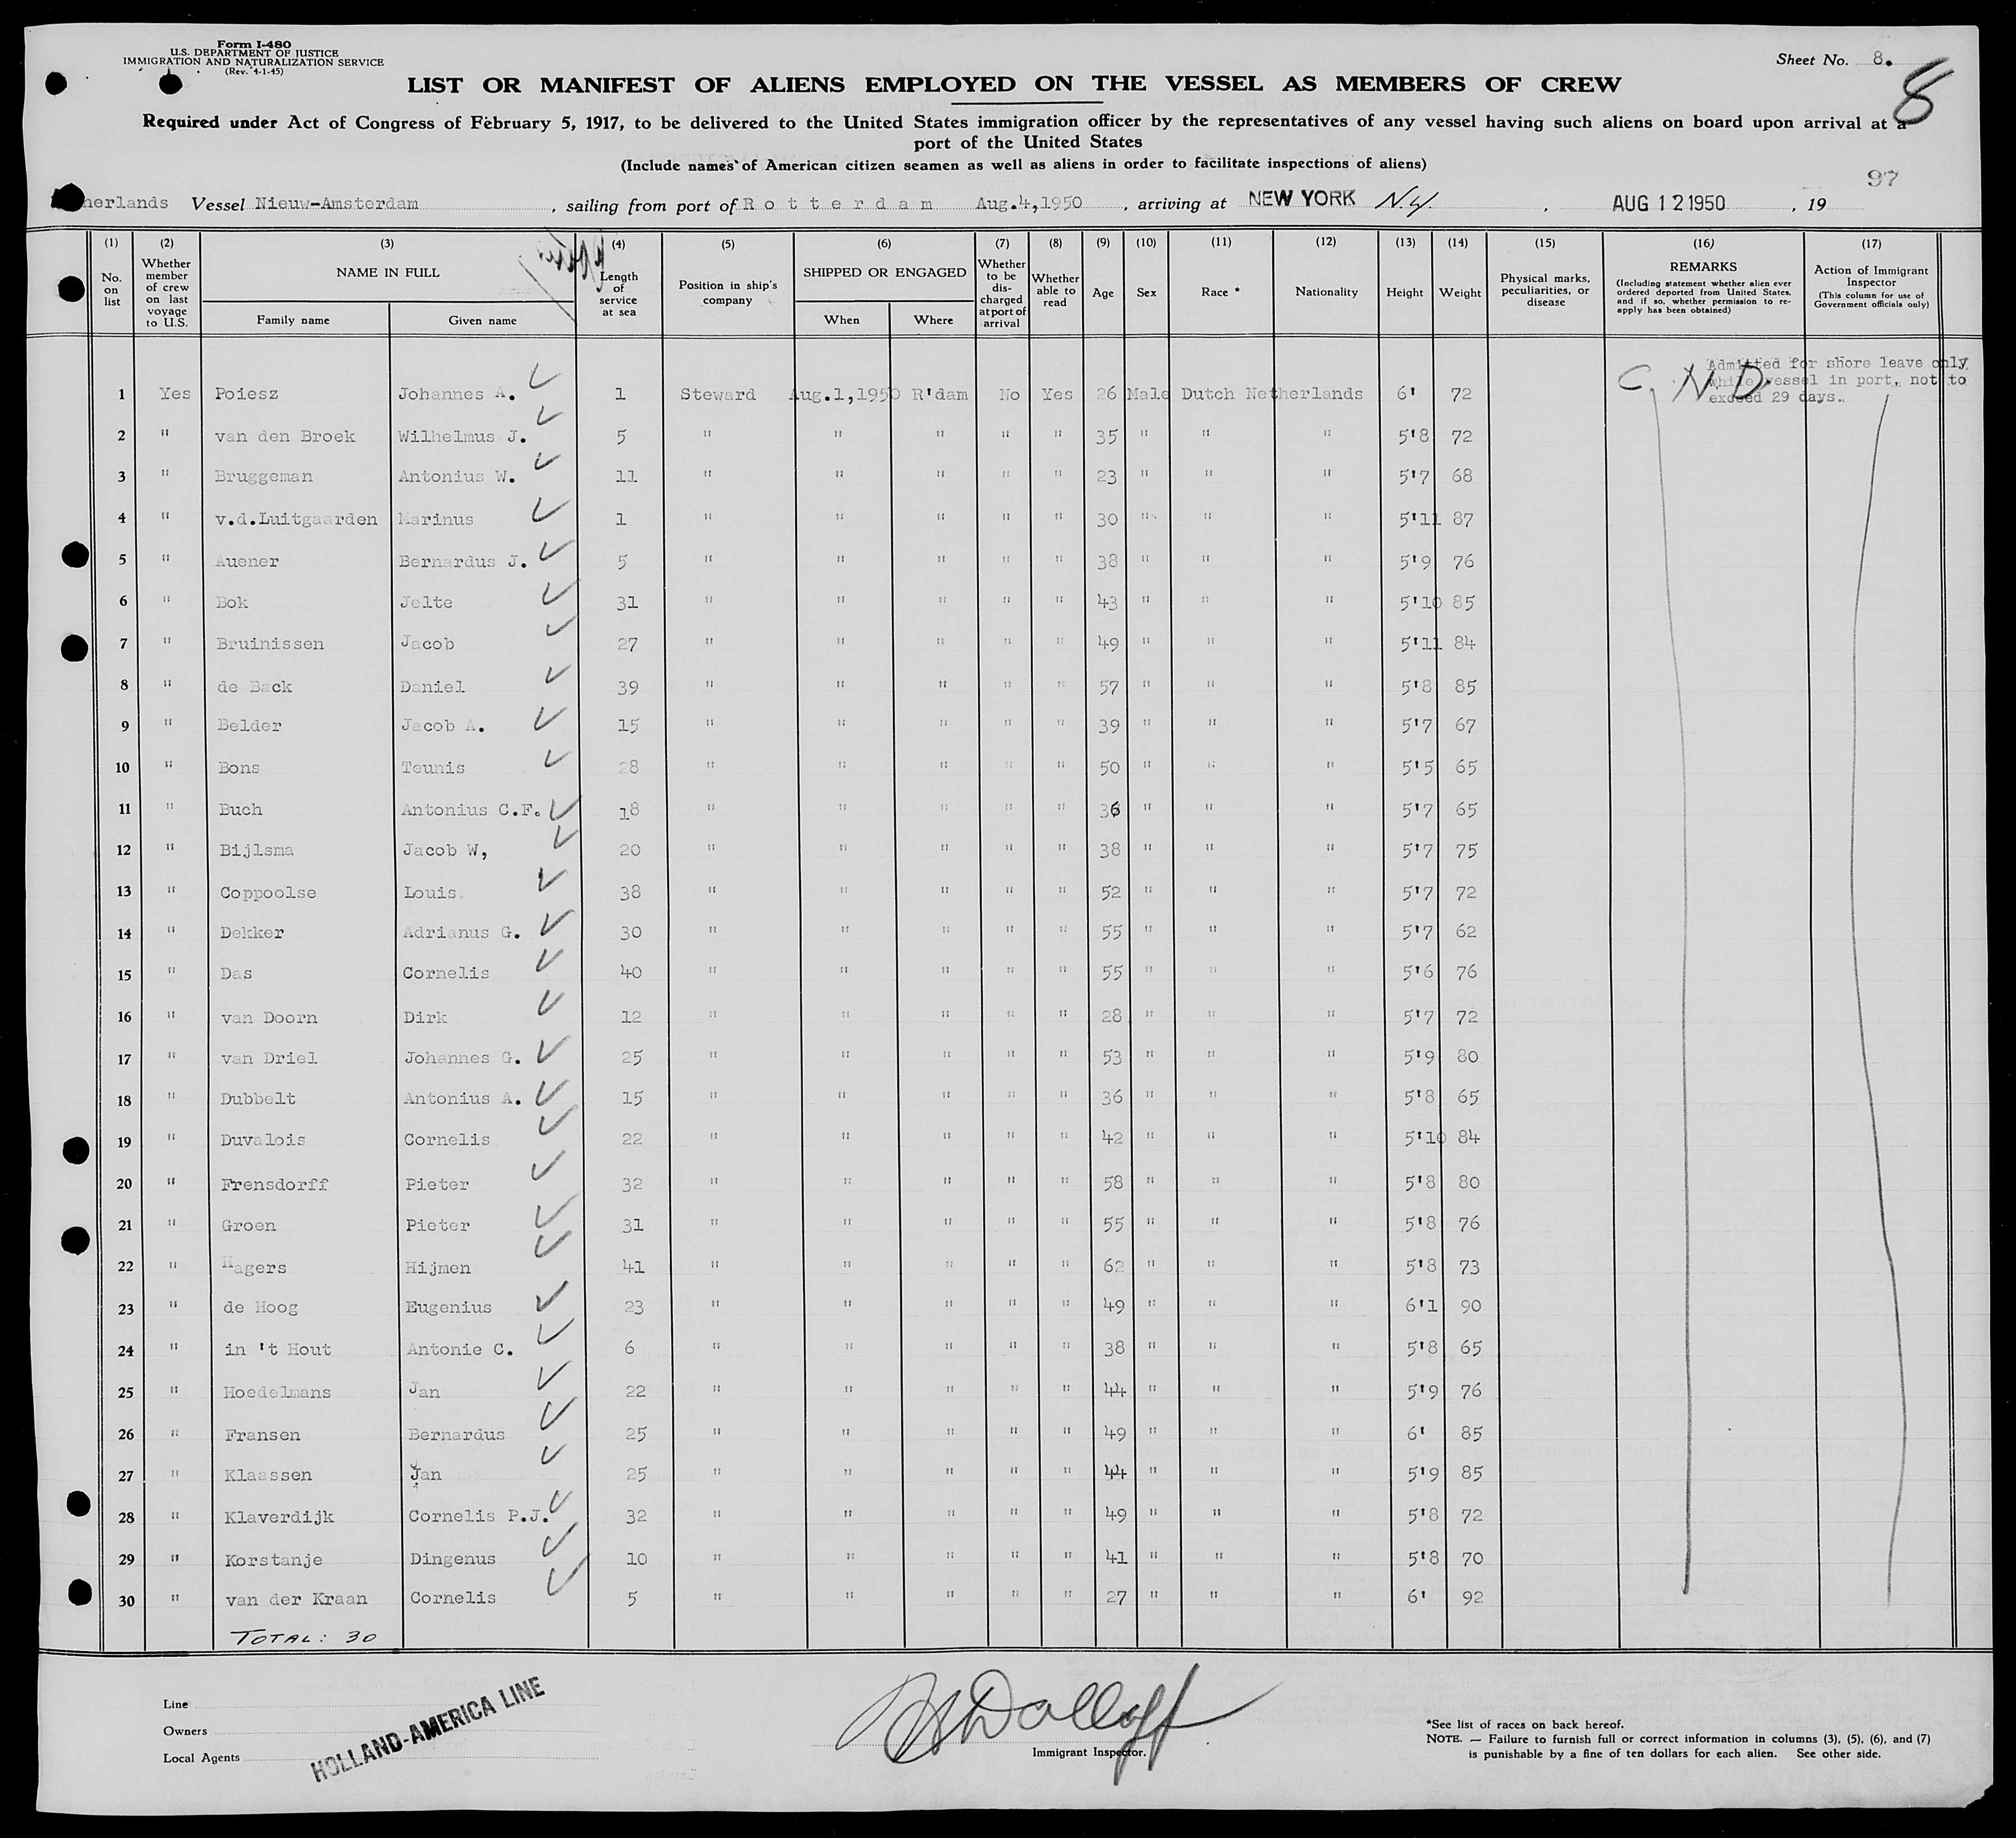 Form I-480
U.S. DEPARTMENT OF JUSTICE
IMMIGRATION AND NATURALIZATION SERVICE
(Rev. 4-1-45)
Sheet No. 8.
8
LIST OR MANIFEST OF ALIENS EMPLOYED ON THE VESSEL AS MEMBERS OF CREW
Required under Act of Congress of February 5, 1917, to be delivered to the United States immigration officer by the representatives of any vessel having such aliens on board upon arrival at a
port of the United States
(Include names of American citizen seamen as well as aliens in order to facilitate inspections of aliens)
97
herlands Vessel Nieuw-Amsterdam , sailing from port of Rotterdam Aug.4,1950 , arriving at NEW YORK N.Y. , AUG 12 1950 , 19
(1) (2) (3) (4) (5) (6) (7) (8) (9) (10) (11) (12) (13) (14) (15) (16) (17)
No. on list
Whether member of crew on last voyage to U.S.
NAME IN FULL
Family name Given name
Length of service at sea
Position in ship's company
SHIPPED OR ENGAGED
When Where
Whether to be discharged at port of arrival
Whether able to read
Age
Sex
Race *
Nationality
Height
Weight
Physical marks, peculiarities, or disease
REMARKS
(Including statement whether alien ever ordered deported from United States, and if so, whether permission to re-apply has been obtained)
Action of Immigrant Inspector
(This column for use of Government officials only)
Admitted for shore leave only
while vessel in port, not to
exceed 29 days.
C. N. D.
1 Yes Poiesz Johannes A. 1 Steward Aug.1,1950 R'dam No Yes 26 Male Dutch Netherlands 6' 72
2 " van den Broek Wilhelmus J. 5 " " " " " 35 " " " 5'8 72
3 " Bruggeman Antonius W. 11 " " " " " 23 " " " 5'7 68
4 " v.d.Luitgaarden Marinus 1 " " " " " 30 " " " 5'11 87
5 " Auener Bernardus J. 5 " " " " " 38 " " " 5'9 76
6 " Bok Jelte 31 " " " " " 43 " " " 5'10 85
7 " Bruinissen Jacob 27 " " " " " 49 " " " 5'11 84
8 " de Back Daniel 39 " " " " " 57 " " " 5'8 85
9 " Belder Jacob A. 15 " " " " " 39 " " " 5'7 67
10 " Bons Teunis 28 " " " " " 50 " " " 5'5 65
11 " Buch Antonius C.F. 18 " " " " " 36 " " " 5'7 65
12 " Bijlsma Jacob W, 20 " " " " " 38 " " " 5'7 75
13 " Coppoolse Louis 38 " " " " " 52 " " " 5'7 72
14 " Dekker Adrianus G. 30 " " " " " 55 " " " 5'7 62
15 " Das Cornelis 40 " " " " " 55 " " " 5'6 76
16 " van Doorn Dirk 12 " " " " " 28 " " " 5'7 72
17 " van Driel Johannes G. 25 " " " " " 53 " " " 5'9 80
18 " Dubbelt Antonius A. 15 " " " " " 36 " " " 5'8 65
19 " Duvalois Cornelis 22 " " " " " 42 " " " 5'10 84
20 " Frensdorff Pieter 32 " " " " " 58 " " " 5'8 80
21 " Groen Pieter 31 " " " " " 55 " " " 5'8 76
22 " Hagers Hijmen 41 " " " " " 62 " " " 5'8 73
23 " de Hoog Eugenius 23 " " " " " 49 " " " 6'1 90
24 " in 't Hout Antonie C. 6 " " " " " 38 " " " 5'8 65
25 " Hoedelmans Jan 22 " " " " " 44 " " " 5'9 76
26 " Fransen Bernardus 25 " " " " " 49 " " " 6' 85
27 " Klaassen Jan 25 " " " " " 44 " " " 5'9 85
28 " Klaverdijk Cornelis P.J. 32 " " " " " 49 " " " 5'8 72
29 " Korstanje Dingenus 10 " " " " " 41 " " " 5'8 70
30 " van der Kraan Cornelis 5 " " " " " 27 " " " 6' 92
TOTAL: 30
Line
Owners
Local Agents
HOLLAND-AMERICA LINE
Immigrant Inspector.
*See list of races on back hereof.
NOTE. — Failure to furnish full or correct information in columns (3), (5), (6), and (7)
is punishable by a fine of ten dollars for each alien. See other side.